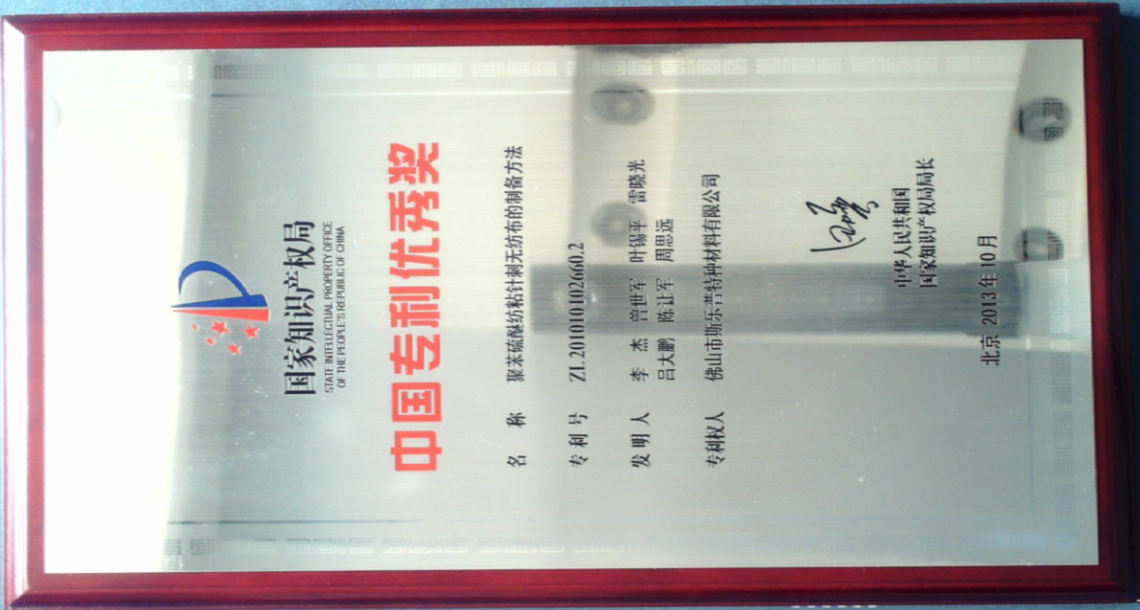 国家知识产权局
STATE INTELLECTUAL PROPERTY OFFICE
OF THE PEOPLE'S REPUBLIC OF CHINA
中国专利优秀奖
名 称 聚苯硫醚纺粘针刺无纺布的制备方法
专利号 ZL201010102660.2
发明人 李 杰 曾世军 叶锡平 雷晓光
吕大鹏 陈让军 周思远
专利权人 佛山市斯乐普特种材料有限公司
中华人民共和国
国家知识产权局局长
北京 2013年10月